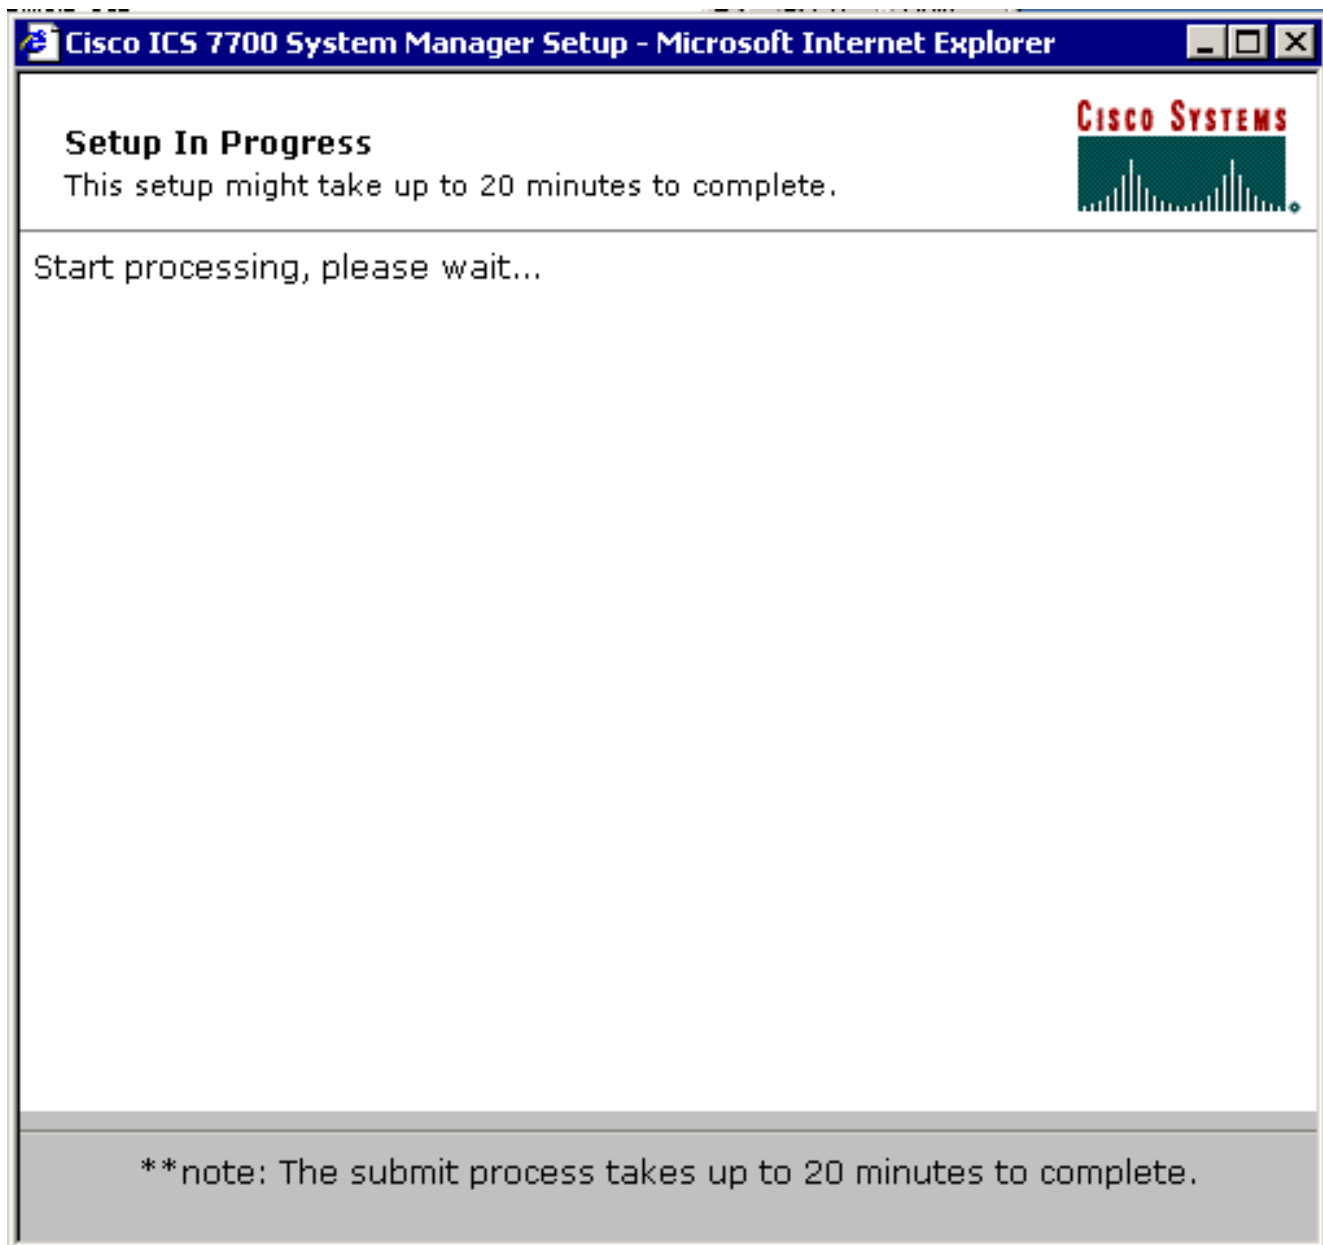 Cisco ICS 7700 System Manager Setup - Microsoft Internet Explorer
CISCO SYSTEMS
Setup In Progress
This setup might take up to 20 minutes to complete.
Start processing, please wait...
**note: The submit process takes up to 20 minutes to complete.